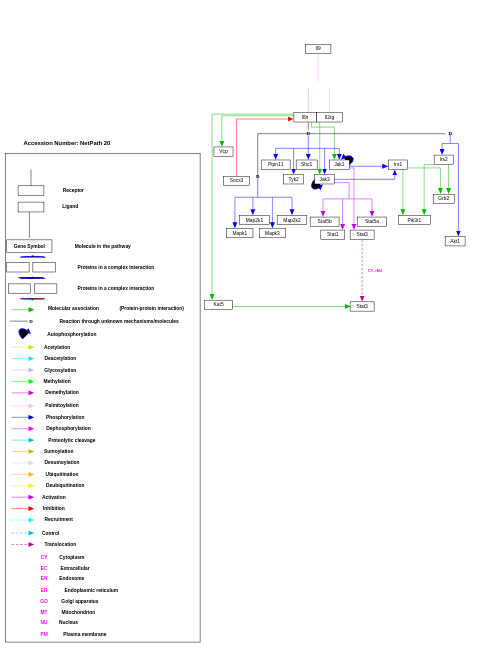 Il9
Il9r Il2rg
D D
Accession Number: NetPath 20
Vcp
Ptpn11 Shc1 Jak1 Irs1 Irs2
Socs3 D Tyk2 Jak3
Grb2
Map2k1 Map2k2 Stat5b Stat5a Pik3r1
Mapk1 Mapk3 Stat1 Stat3 Akt1
CY->NU
Kat5 Stat3
Receptor
Ligand
Gene Symbol Molecule in the pathway
Proteins in a complex interaction
Proteins in a complex interaction
Molecular association (Protein-protein interaction)
D Reaction through unknown mechanisms/molecules
Autophosphorylation
Acetylation
Deacetylation
Glycosylation
Methylation
Demethylation
Palmitoylation
Phosphorylation
Dephosphorylation
Proteolytic cleavage
Sumoylation
Desumoylation
Ubiquitination
Deubiquitination
Activation
Inhibition
Recruitment
Control
Translocation
CY Cytoplasm
EC Extracellular
EN Endosome
ER Endoplasmic reticulum
GO Golgi apparatus
MT Mitochondrion
NU Nucleus
PM Plasma membrane